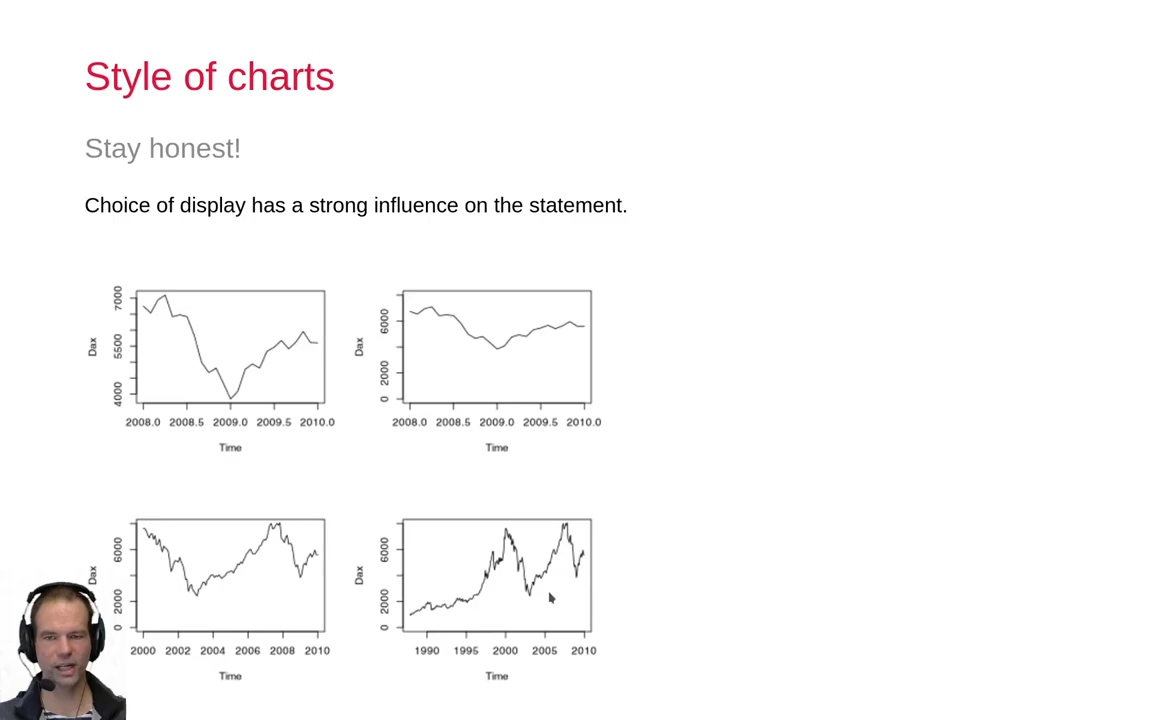 Style of charts
Stay honest!
Choice of display has a strong influence on the statement.
7000
5500
4000
Dax
2008.0 2008.5 2009.0 2009.5 2010.0
Time
6000
2000
0
Dax
2008.0 2008.5 2009.0 2009.5 2010.0
Time
6000
2000
0
Dax
2000 2002 2004 2006 2008 2010
Time
6000
2000
0
Dax
1990 1995 2000 2005 2010
Time